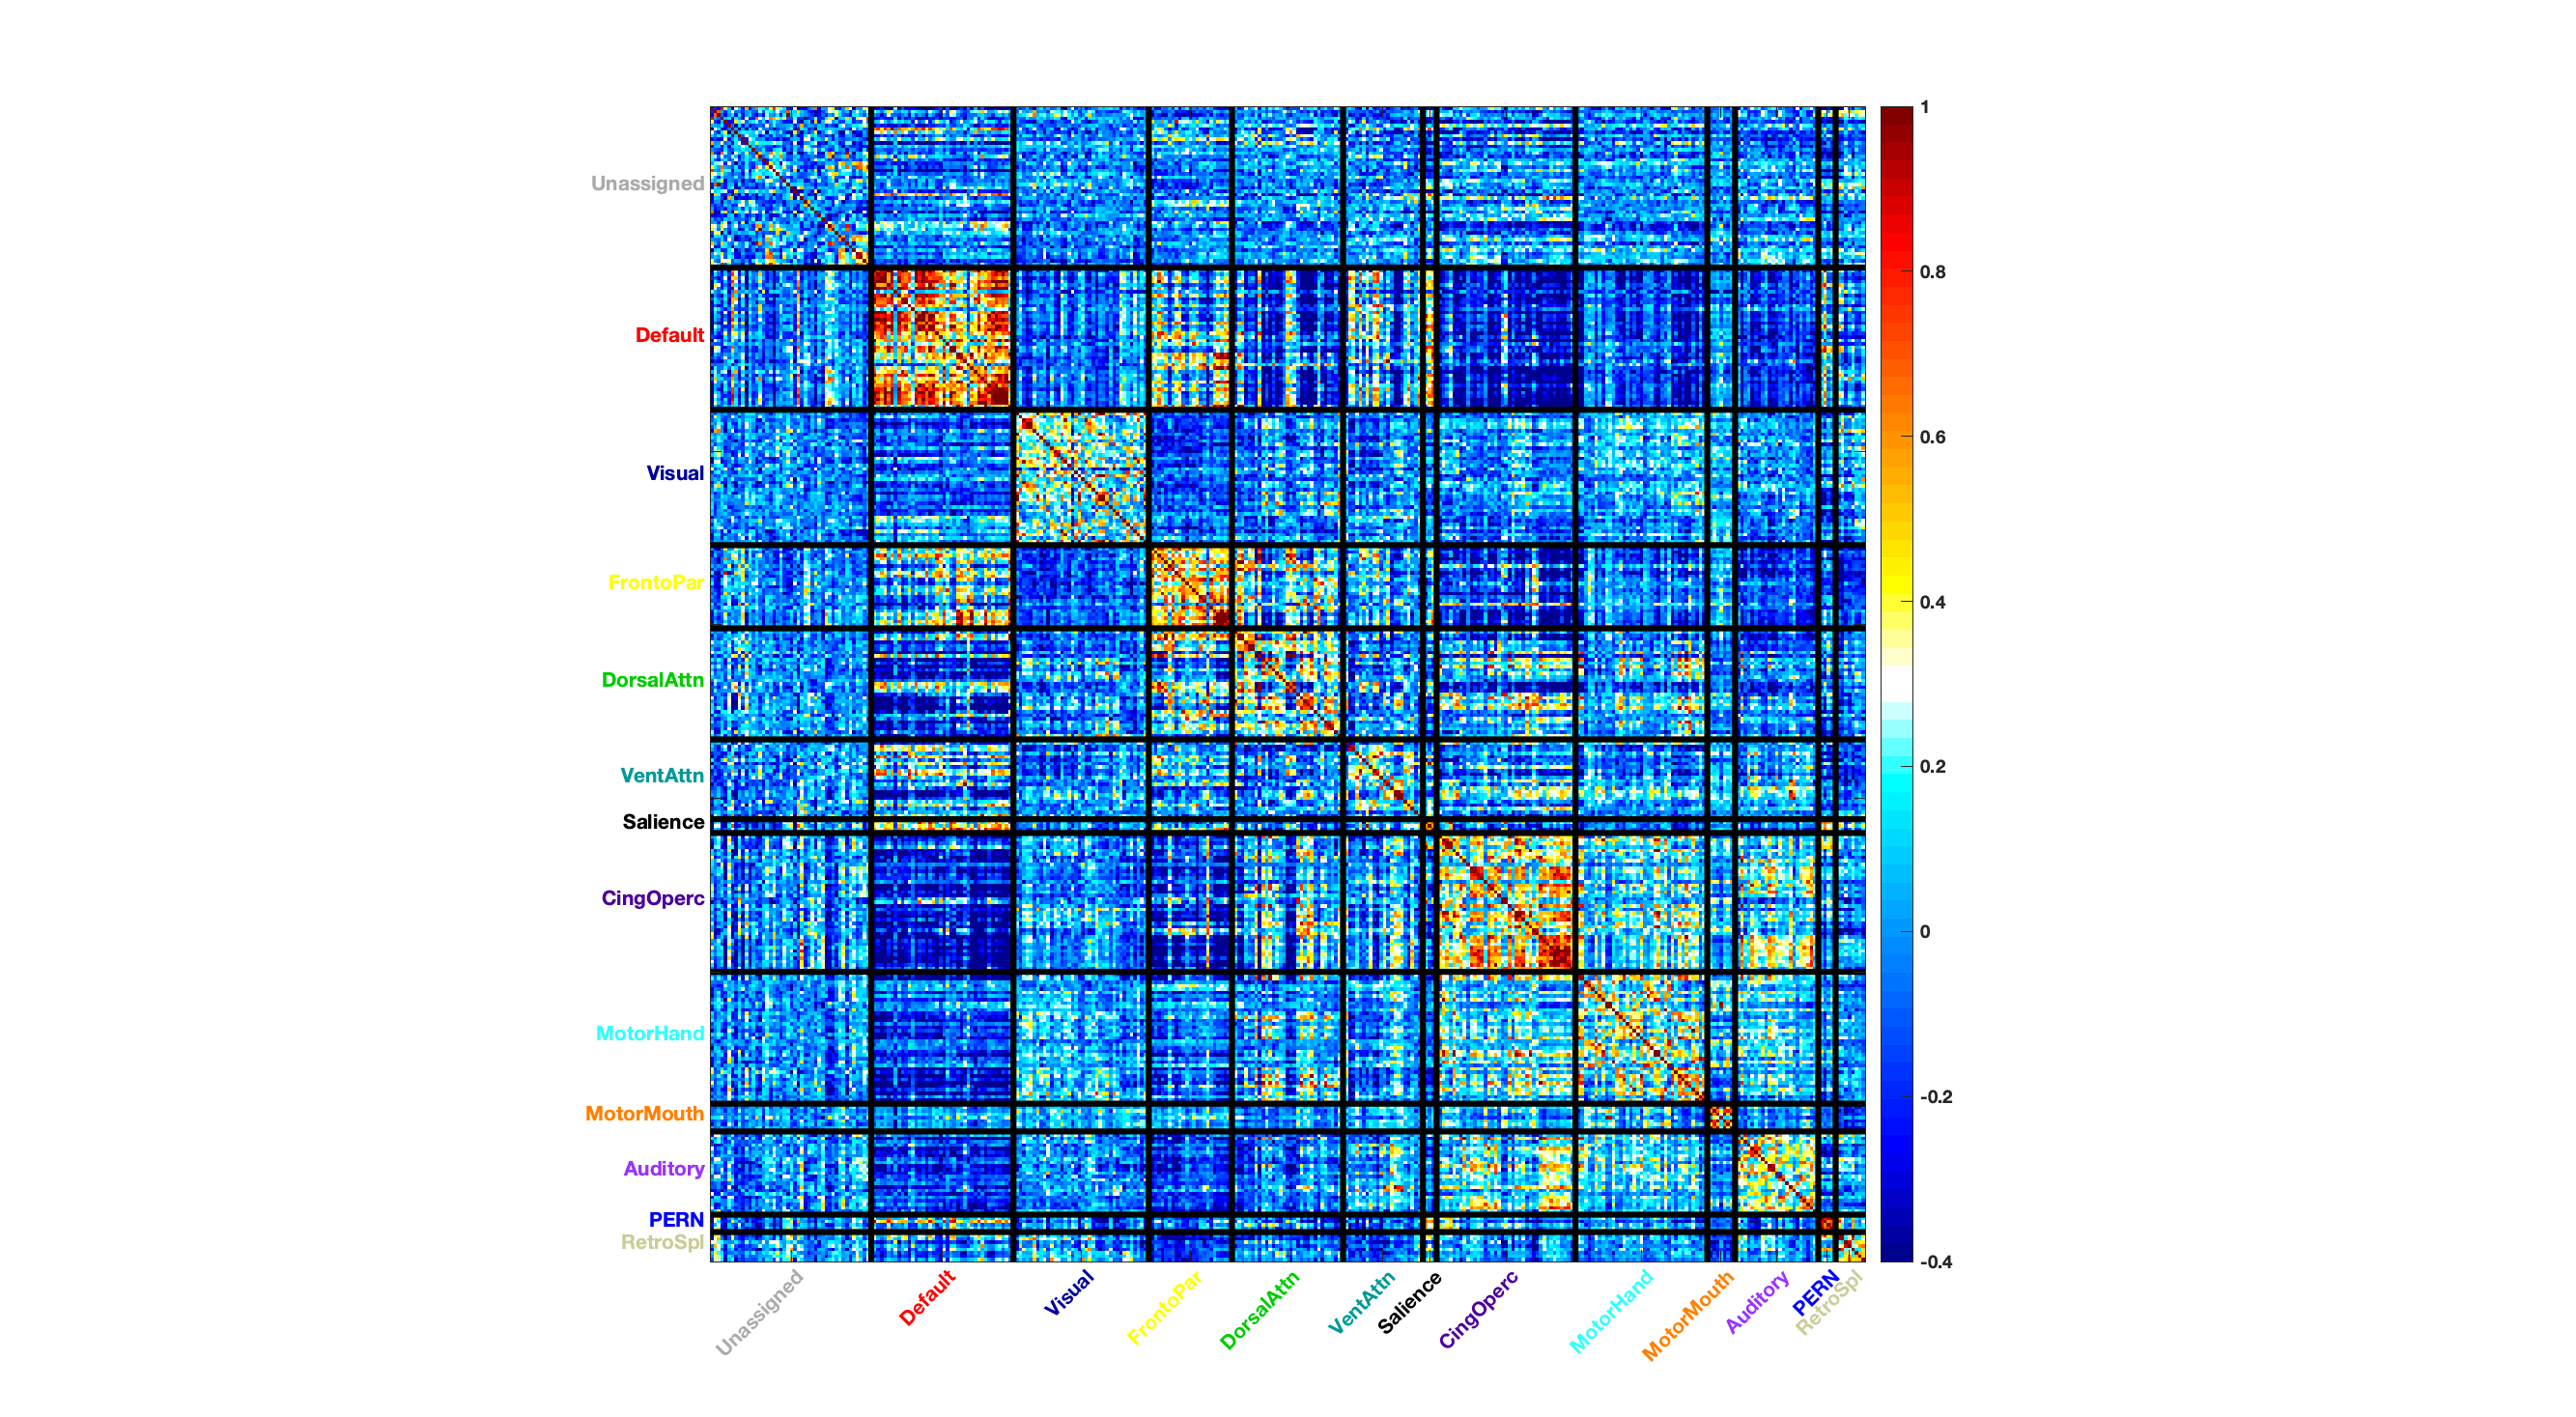 Unassigned
Default
Visual
FrontoPar
DorsalAttn
VentAttn
Salience
CingOperc
MotorHand
MotorMouth
Auditory
PERN
RetroSpl
Unassigned
Default
Visual
FrontoPar
DorsalAttn
VentAttn
Salience
CingOperc
MotorHand
MotorMouth
Auditory
PERN
RetroSpl
1
0.8
0.6
0.4
0.2
0
-0.2
-0.4